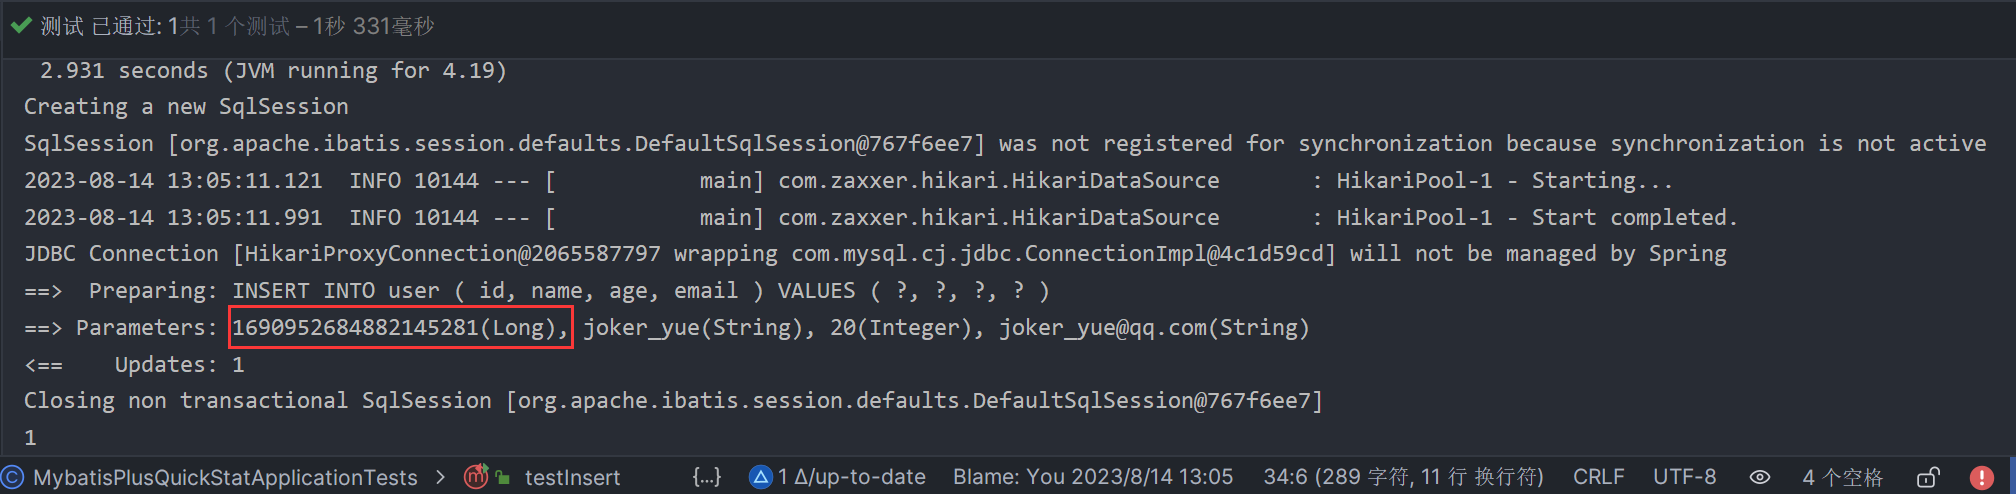 测试 已通过: 1共 1 个测试 – 1秒 331毫秒
2.931 seconds (JVM running for 4.19)
Creating a new SqlSession
SqlSession [org.apache.ibatis.session.defaults.DefaultSqlSession@767f6ee7] was not registered for synchronization because synchronization is not active
2023-08-14 13:05:11.121  INFO 10144 --- [           main] com.zaxxer.hikari.HikariDataSource       : HikariPool-1 - Starting...
2023-08-14 13:05:11.991  INFO 10144 --- [           main] com.zaxxer.hikari.HikariDataSource       : HikariPool-1 - Start completed.
JDBC Connection [HikariProxyConnection@2065587797 wrapping com.mysql.cj.jdbc.ConnectionImpl@4c1d59cd] will not be managed by Spring
==>  Preparing: INSERT INTO user ( id, name, age, email ) VALUES ( ?, ?, ?, ? )
==> Parameters: 1690952684882145281(Long), joker_yue(String), 20(Integer), joker_yue@qq.com(String)
<==    Updates: 1
Closing non transactional SqlSession [org.apache.ibatis.session.defaults.DefaultSqlSession@767f6ee7]
1
C MybatisPlusQuickStatApplicationTests > m testInsert {...} 1 Δ/up-to-date Blame: You 2023/8/14 13:05 34:6 (289 字符, 11 行 换行符) CRLF UTF-8 4 个空格